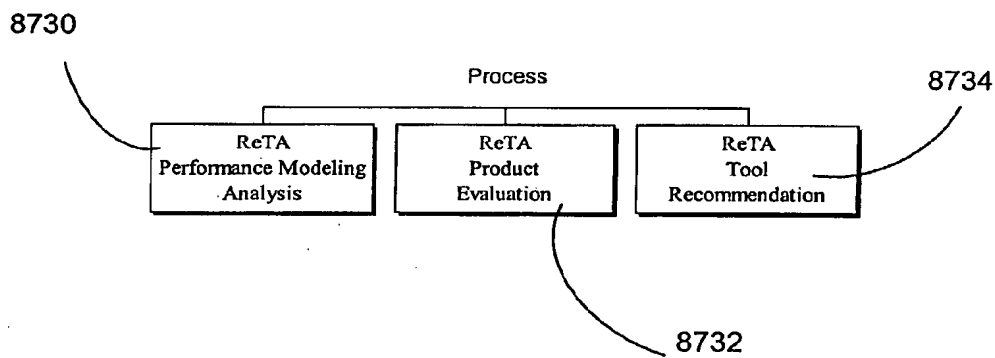 8730
Process
8734
ReTA
Performance Modeling
Analysis
ReTA
Product
Evaluation
ReTA
Tool
Recommendation
8732